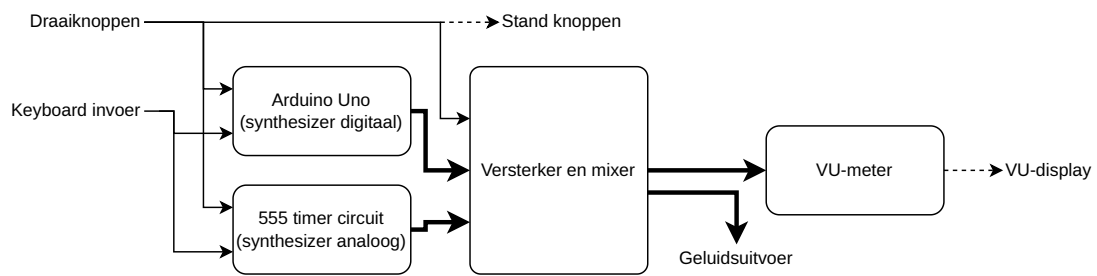 Draaiknoppen
Stand knoppen
Keyboard invoer
Arduino Uno
(synthesizer digitaal)
Versterker en mixer
VU-meter
VU-display
555 timer circuit
(synthesizer analoog)
Geluidsuitvoer